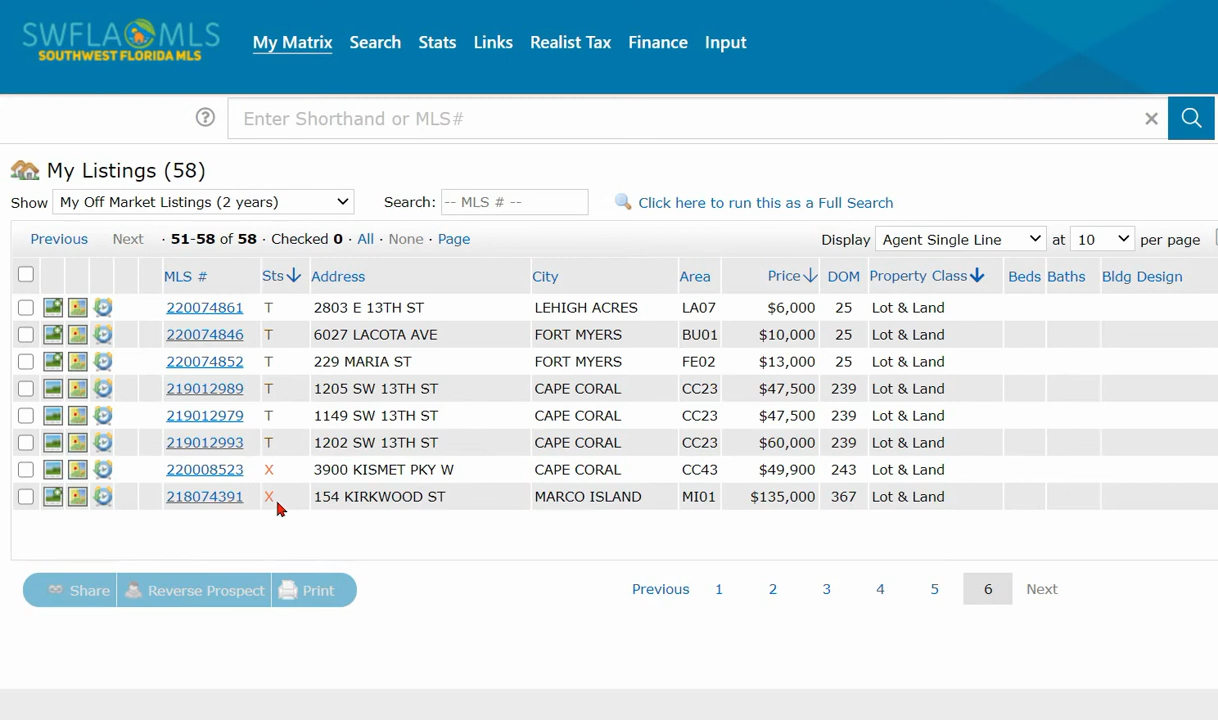 SWFLA MLS
SOUTHWEST FLORIDA MLS
My Matrix Search Stats Links Realist Tax Finance Input
? Enter Shorthand or MLS# ×
My Listings (58)
Show My Off Market Listings (2 years) Search: -- MLS # -- Click here to run this as a Full Search
Previous Next · 51-58 of 58 · Checked 0 · All · None · Page Display Agent Single Line at 10 per page
MLS # Sts Address City Area Price DOM Property Class Beds Baths Bldg Design
220074861 T 2803 E 13TH ST LEHIGH ACRES LA07 $6,000 25 Lot & Land
220074846 T 6027 LACOTA AVE FORT MYERS BU01 $10,000 25 Lot & Land
220074852 T 229 MARIA ST FORT MYERS FE02 $13,000 25 Lot & Land
219012989 T 1205 SW 13TH ST CAPE CORAL CC23 $47,500 239 Lot & Land
219012979 T 1149 SW 13TH ST CAPE CORAL CC23 $47,500 239 Lot & Land
219012993 T 1202 SW 13TH ST CAPE CORAL CC23 $60,000 239 Lot & Land
220008523 X 3900 KISMET PKY W CAPE CORAL CC43 $49,900 243 Lot & Land
218074391 X 154 KIRKWOOD ST MARCO ISLAND MI01 $135,000 367 Lot & Land
Share Reverse Prospect Print Previous 1 2 3 4 5 6 Next